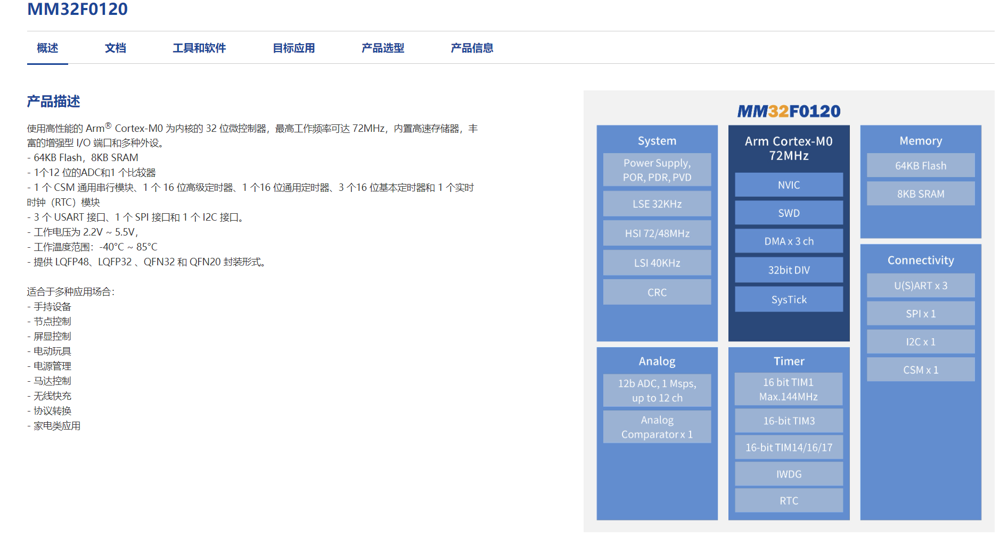 MM32F0120
概述 文档 工具和软件 目标应用 产品选型 产品信息
产品描述
使用高性能的 Arm® Cortex-M0 为内核的 32 位微控制器，最高工作频率可达 72MHz，内置高速存储器，丰
富的增强型 I/O 端口和多种外设。
- 64KB Flash，8KB SRAM
- 1个12 位的ADC和1 个比较器
- 1 个 CSM 通用串行模块、1 个 16 位高级定时器、1 个16 位通用定时器、3 个16 位基本定时器和 1 个实时
时钟（RTC）模块
- 3 个 USART 接口、1 个 SPI 接口和 1 个 I2C 接口。
- 工作电压为 2.2V ~ 5.5V，
- 工作温度范围：-40°C ~ 85°C
- 提供 LQFP48、LQFP32 、QFN32 和 QFN20 封装形式。
适合于多种应用场合：
- 手持设备
- 节点控制
- 屏显控制
- 电动玩具
- 电源管理
- 马达控制
- 无线快充
- 协议转换
- 家电类应用
MM32F0120
System
Power Supply,
POR, PDR, PVD
LSE 32KHz
HSI 72/48MHz
LSI 40KHz
CRC
Arm Cortex-M0
72MHz
NVIC
SWD
DMA x 3 ch
32bit DIV
SysTick
Memory
64KB Flash
8KB SRAM
Connectivity
U(S)ART x 3
SPI x 1
I2C x 1
CSM x 1
Analog
12b ADC, 1 Msps,
up to 12 ch
Analog
Comparator x 1
Timer
16 bit TIM1
Max.144MHz
16-bit TIM3
16-bit TIM14/16/17
IWDG
RTC